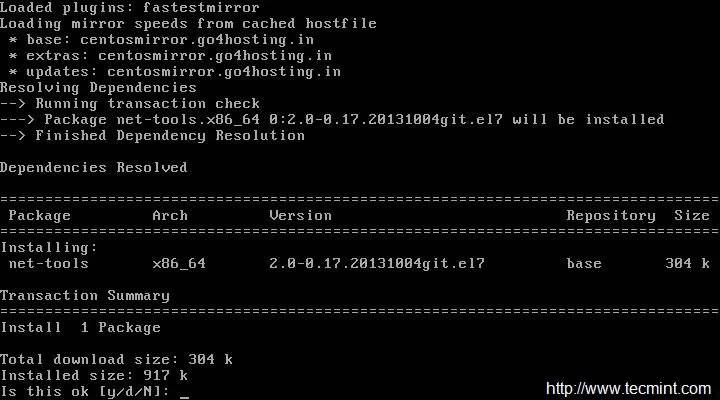 Loaded plugins: fastestmirror
Loading mirror speeds from cached hostfile
 * base: centosmirror.go4hosting.in
 * extras: centosmirror.go4hosting.in
 * updates: centosmirror.go4hosting.in
Resolving Dependencies
--> Running transaction check
---> Package net-tools.x86_64 0:2.0-0.17.20131004git.el7 will be installed
--> Finished Dependency Resolution

Dependencies Resolved

================================================================================
 Package         Arch         Version                          Repository  Size
================================================================================
Installing:
 net-tools       x86_64       2.0-0.17.20131004git.el7         base       304 k

Transaction Summary
================================================================================
Install  1 Package

Total download size: 304 k
Installed size: 917 k
Is this ok [y/d/N]: _
http://www.tecmint.com